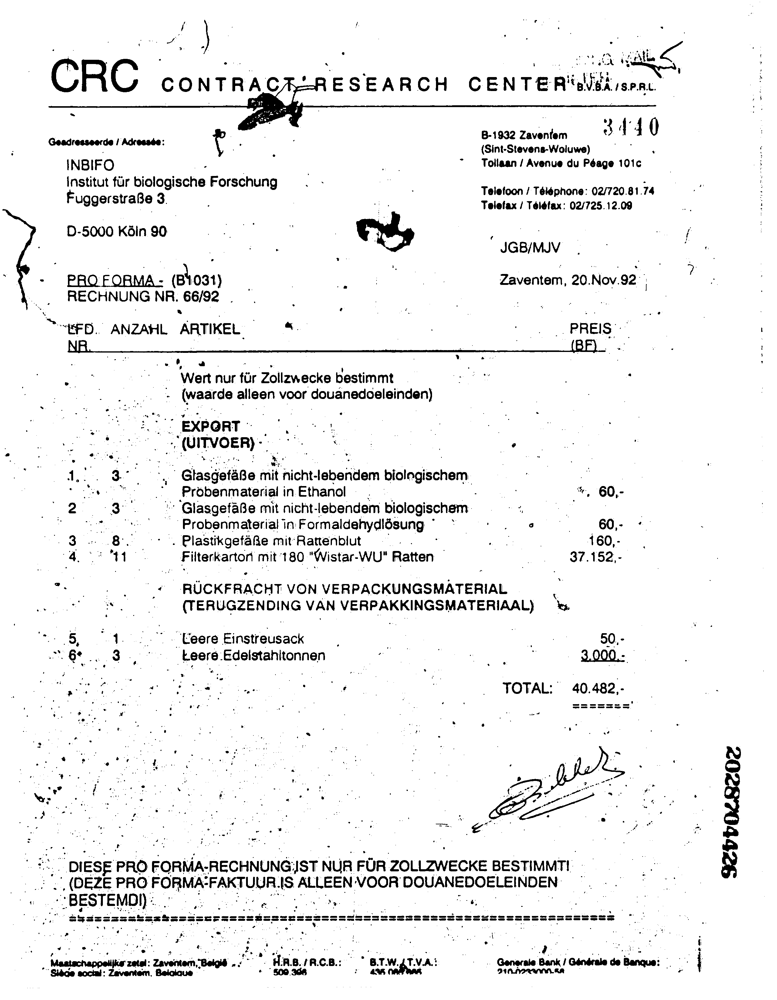 CRC CONTRACT RESEARCH CENTER B.V.B.A. / S.P.R.L.
3440
Geadresseerde / Adressée:
INBIFO
Institut für biologische Forschung
Fuggerstraße 3
D-5000 Köln 90
B-1932 Zaventem
(Sint-Stevens-Woluwe)
Tollaan / Avenue du Péage 101c
Telefoon / Téléphone: 02/720.81.74
Telefax / Téléfax: 02/725.12.09
JGB/MJV
PRO FORMA - (B1031)
RECHNUNG NR. 66/92
Zaventem, 20.Nov.92
LFD. ANZAHL ARTIKEL PREIS
NR. (BF)
Wert nur für Zollzwecke bestimmt
(waarde alleen voor douanedoeleinden)
EXPORT
(UITVOER)
1. 3 Glasgefäße mit nicht-lebendem biologischem
Probenmaterial in Ethanol 60,-
2 3 Glasgefäße mit nicht-lebendem biologischem
Probenmaterial in Formaldehydlösung 60,-
3 8 Plastikgefäße mit Rattenblut 160,-
4. 11 Filterkarton mit 180 "Wistar-WU" Ratten 37.152,-
RÜCKFRACHT VON VERPACKUNGSMATERIAL
(TERUGZENDING VAN VERPAKKINGSMATERIAAL)
5. 1 Leere Einstreusack 50,-
6 3 Leere Edelstahltonnen 3.000,-
TOTAL: 40.482,-
=======
2028704426
DIESE PRO FORMA-RECHNUNG IST NUR FÜR ZOLLZWECKE BESTIMMT!
(DEZE PRO FORMA-FAKTUUR IS ALLEEN VOOR DOUANEDOELEINDEN
BESTEMD!)
Maatschappelijke zetel: Zaventem, België H.R.B. / R.C.B.: B.T.W. / T.V.A.: Generale Bank / Générale de Banque:
Siège social: Zaventem, Belgique 509.396